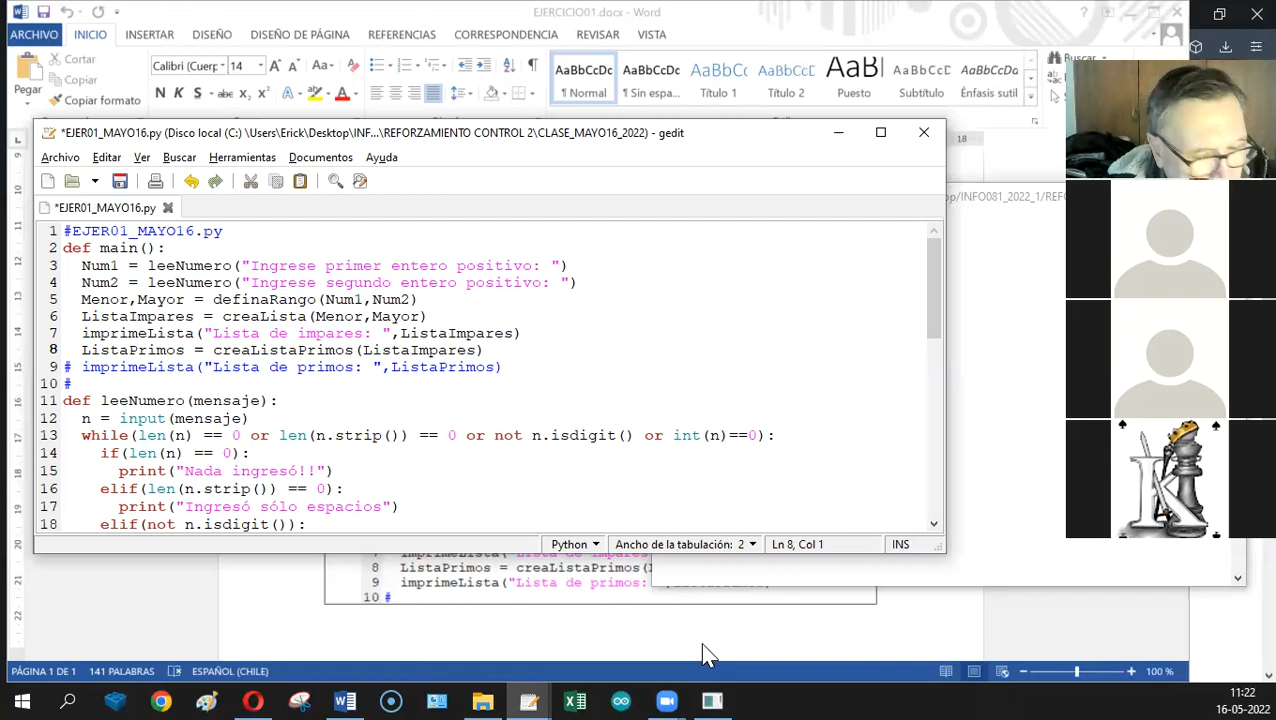 EJERCICIO01.docx - Word
ARCHIVO INICIO INSERTAR DISEÑO DISEÑO DE PÁGINA REFERENCIAS CORRESPONDENCIA REVISAR VISTA
Cortar
Copiar
Copiar formato
Pegar
Calibri (Cuerp 14
AaBbCcDc AaBbCcDc AaBbCc AaBbCcC AaBl AaBbCcD AaBbCcDc
¶ Normal ¶ Sin espa... Título 1 Título 2 Puesto Subtítulo Énfasis sutil
Buscar
*EJER01_MAYO16.py (Disco local (C:) \Users\Erick\Desktop\INF...\REFORZAMIENTO CONTROL 2\CLASE_MAYO16_2022) - gedit
Archivo Editar Ver Buscar Herramientas Documentos Ayuda
op/INFO081_2022_1/REF
*EJER01_MAYO16.py
1 #EJER01_MAYO16.py
2 def main():
3 Num1 = leeNumero("Ingrese primer entero positivo: ")
4 Num2 = leeNumero("Ingrese segundo entero positivo: ")
5 Menor,Mayor = definaRango(Num1,Num2)
6 ListaImpares = creaLista(Menor,Mayor)
7 imprimeLista("Lista de impares: ",ListaImpares)
8 ListaPrimos = creaListaPrimos(ListaImpares)
9 # imprimeLista("Lista de primos: ",ListaPrimos)
10 #
11 def leeNumero(mensaje):
12 n = input(mensaje)
13 while(len(n) == 0 or len(n.strip()) == 0 or not n.isdigit() or int(n)==0):
14 if(len(n) == 0):
15 print("Nada ingresó!!")
16 elif(len(n.strip()) == 0):
17 print("Ingresó sólo espacios")
18 elif(not n.isdigit()):
Python Ancho de la tabulación: 2 Ln 8, Col 1 INS
8 ListaPrimos = creaListaPrimos(
9 imprimeLista("Lista de primos:
10 #
PÁGINA 1 DE 1 141 PALABRAS ESPAÑOL (CHILE) 100 %
11:22
16-05-2022